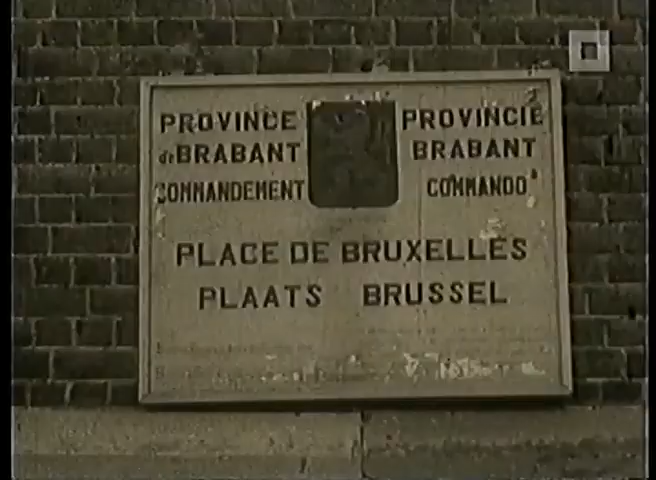 PROVINCE
de BRABANT
COMMANDEMENT
PROVINCIE
BRABANT
COMMANDO
PLACE DE BRUXELLES
PLAATS BRUSSEL